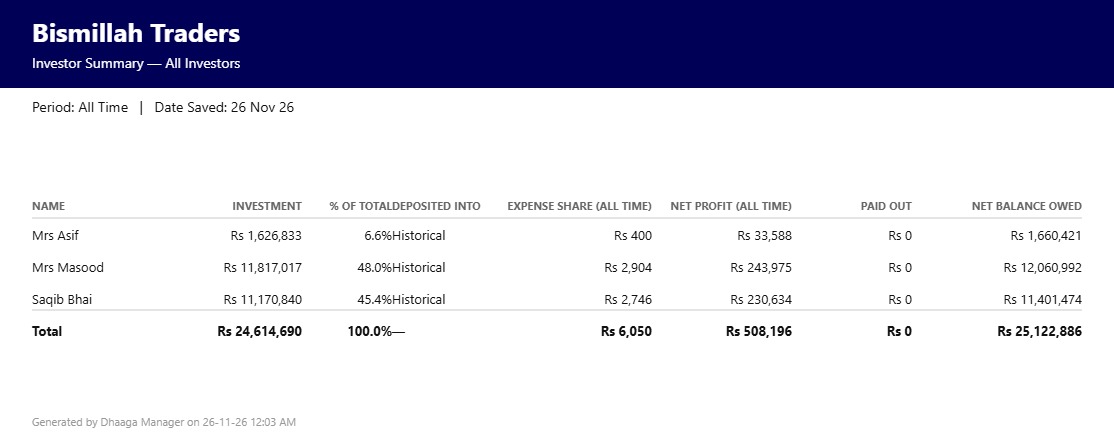 Bismillah Traders
Investor Summary — All Investors
Period: All Time | Date Saved: 26 Nov 26
NAME INVESTMENT % OF TOTALDEPOSITED INTO EXPENSE SHARE (ALL TIME) NET PROFIT (ALL TIME) PAID OUT NET BALANCE OWED
Mrs Asif Rs 1,626,833 6.6%Historical Rs 400 Rs 33,588 Rs 0 Rs 1,660,421
Mrs Masood Rs 11,817,017 48.0%Historical Rs 2,904 Rs 243,975 Rs 0 Rs 12,060,992
Saqib Bhai Rs 11,170,840 45.4%Historical Rs 2,746 Rs 230,634 Rs 0 Rs 11,401,474
Total Rs 24,614,690 100.0%— Rs 6,050 Rs 508,196 Rs 0 Rs 25,122,886
Generated by Dhaaga Manager on 26-11-26 12:03 AM